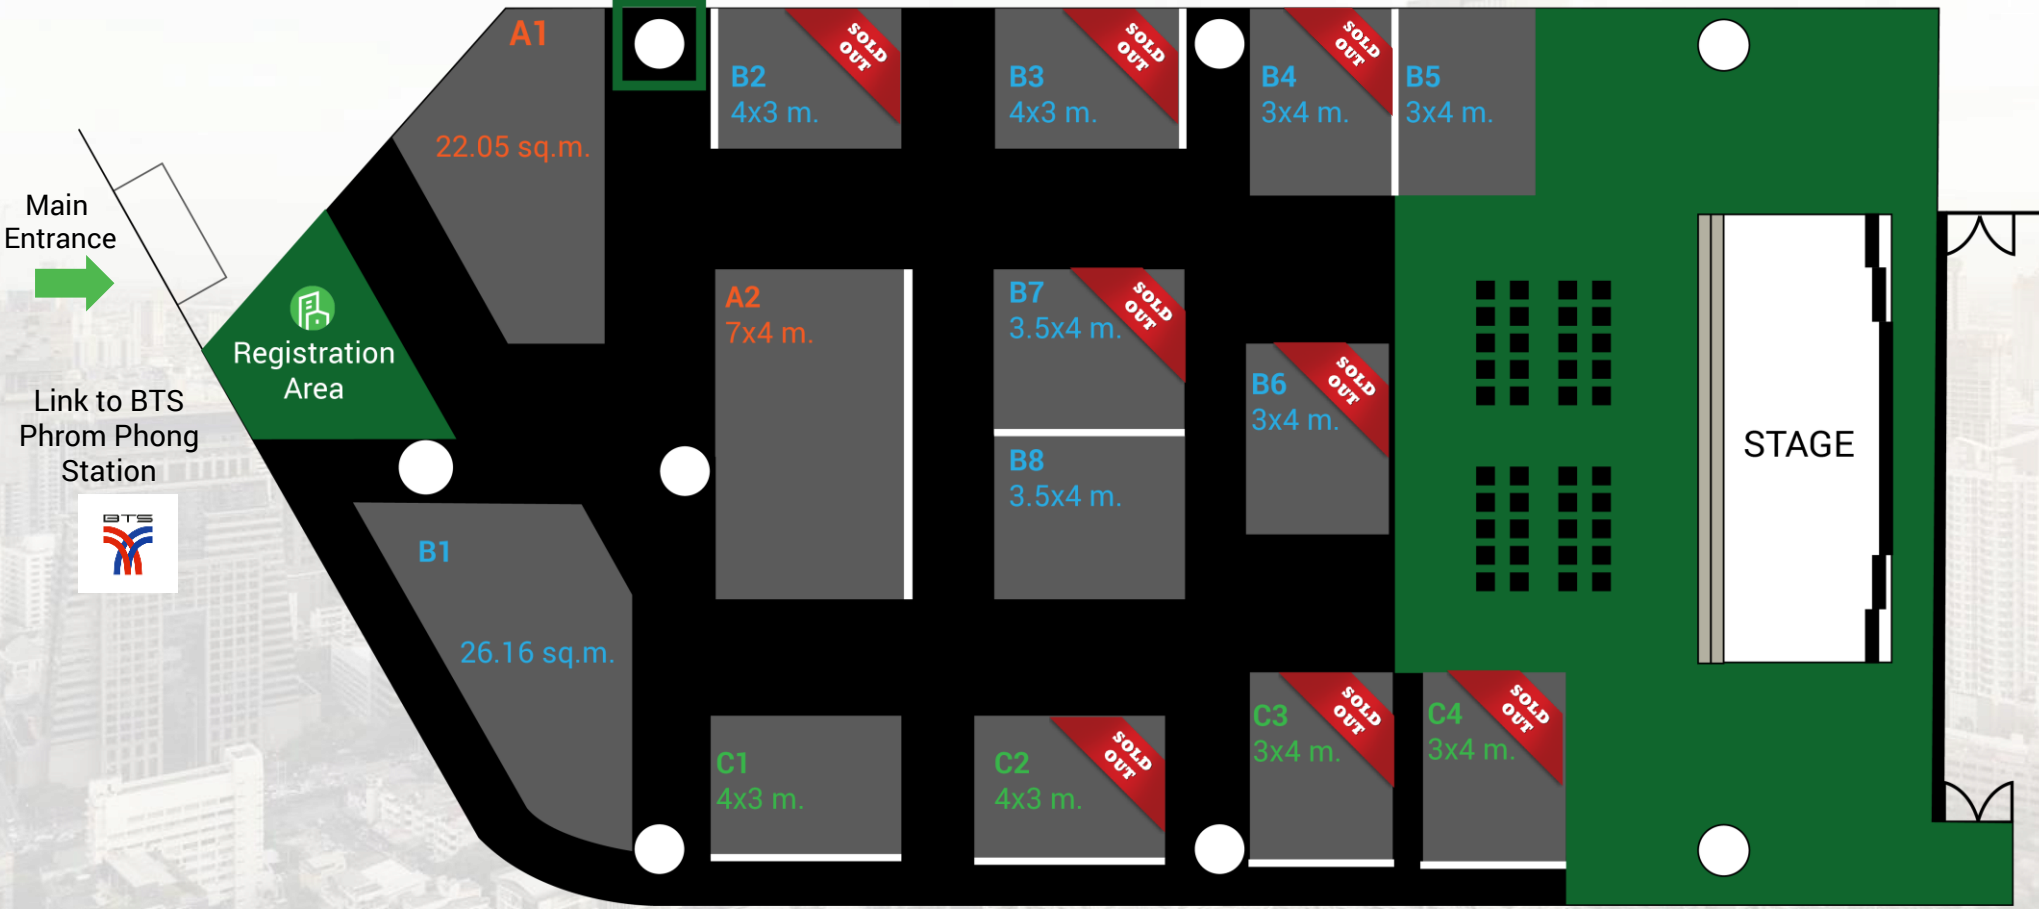 A1
22.05 sq.m.
B2
4x3 m.
SOLD
OUT
B3
4x3 m.
SOLD
OUT
B4
3x4 m.
SOLD
OUT
B5
3x4 m.
Main
Entrance
Registration
Area
Link to BTS
Phrom Phong
Station
BTS
A2
7x4 m.
B7
3.5x4 m.
SOLD
OUT
B8
3.5x4 m.
B6
3x4 m.
SOLD
OUT
STAGE
B1
26.16 sq.m.
C1
4x3 m.
C2
4x3 m.
SOLD
OUT
C3
3x4 m.
SOLD
OUT
C4
3x4 m.
SOLD
OUT